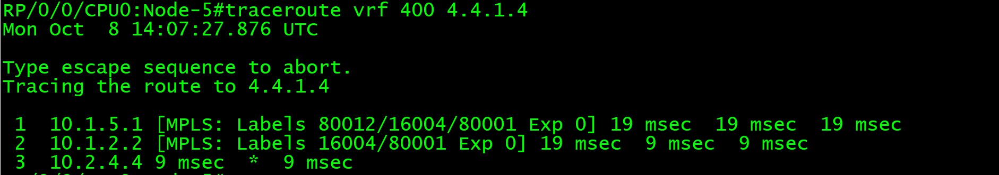 RP/0/0/CPU0:Node-5#traceroute vrf 400 4.4.1.4
Mon Oct  8 14:07:27.876 UTC
Type escape sequence to abort.
Tracing the route to 4.4.1.4
1  10.1.5.1 [MPLS: Labels 80012/16004/80001 Exp 0] 19 msec  19 msec  19 msec
2  10.1.2.2 [MPLS: Labels 16004/80001 Exp 0] 19 msec  9 msec  9 msec
3  10.2.4.4 9 msec  *  9 msec